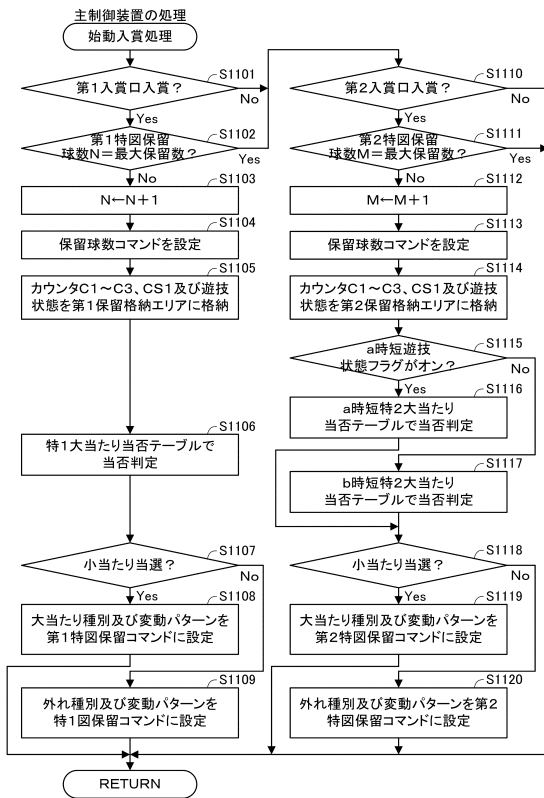 主制御装置の処理
始動入賞処理
S1101
第1入賞口入賞？
No
Yes
S1102
第1特図保留
球数N＝最大保留数？
Yes
No
S1103
N←N＋1
S1104
保留球数コマンドを設定
S1105
カウンタC1～C3、CS1及び遊技
状態を第1保留格納エリアに格納
S1106
特1大当たり当否テーブルで
当否判定
S1107
小当たり当選？
No
Yes
S1108
大当たり種別及び変動パターンを
第1特図保留コマンドに設定
S1109
外れ種別及び変動パターンを
特1図保留コマンドに設定
RETURN
S1110
第2入賞口入賞？
No
Yes
S1111
第2特図保留
球数M＝最大保留数？
Yes
No
S1112
M←M＋1
S1113
保留球数コマンドを設定
S1114
カウンタC1～C3、CS1及び遊技
状態を第2保留格納エリアに格納
S1115
a時短遊技
状態フラグがオン？
No
Yes
S1116
a時短特2大当たり
当否テーブルで当否判定
S1117
b時短特2大当たり
当否テーブルで当否判定
S1118
小当たり当選？
No
Yes
S1119
大当たり種別及び変動パターンを
第2特図保留コマンドに設定
S1120
外れ種別及び変動パターンを第2
特図保留コマンドに設定